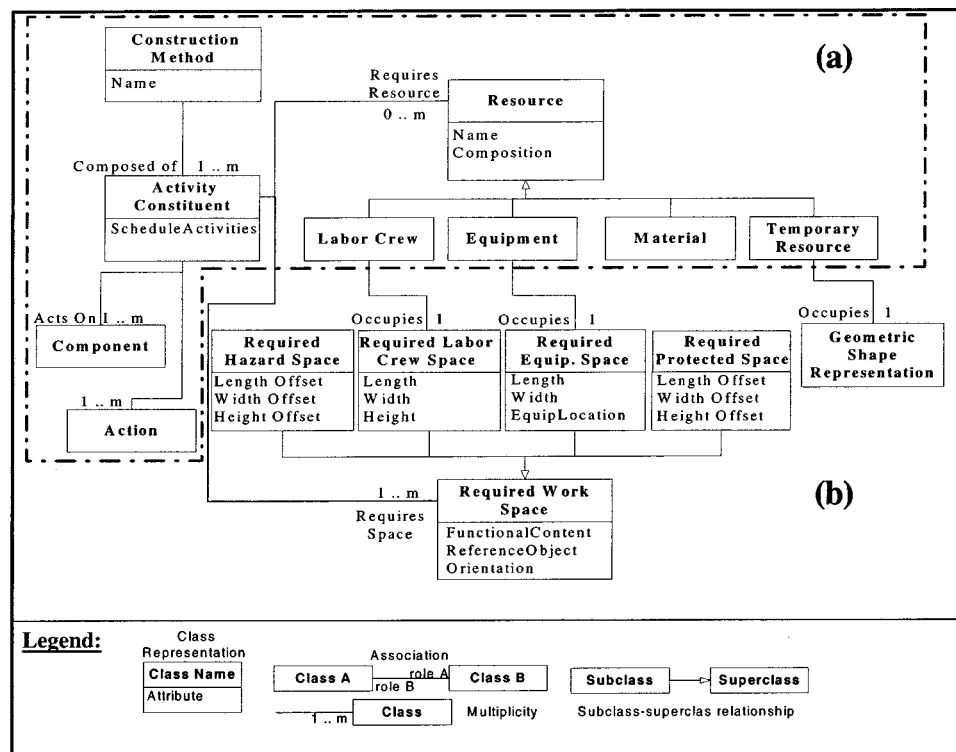 Construction
Method
Name
(a)
Requires
Resource
0 .. m
Resource
Name
Composition
Composed of 1 .. m
Activity
Constituent
ScheduleActivities
Labor Crew
Equipment
Material
Temporary
Resource
Acts On 1 .. m
Component
1 .. m
Action
Occupies 1
Occupies 1
Occupies 1
Geometric
Shape
Representation
Required
Hazard Space
Length Offset
Width Offset
Height Offset
Required Labor
Crew Space
Length
Width
Height
Required
Equip. Space
Length
Width
EquipLocation
Required
Protected Space
Length Offset
Width Offset
Height Offset
1 .. m
Requires
Space
Required Work
Space
FunctionalContent
ReferenceObject
Orientation
(b)
Legend:
Class
Representation
Class Name
Attribute
Association
Class A
role A
role B
Class B
1 .. m
Class
Multiplicity
Subclass
Superclass
Subclass-superclas relationship